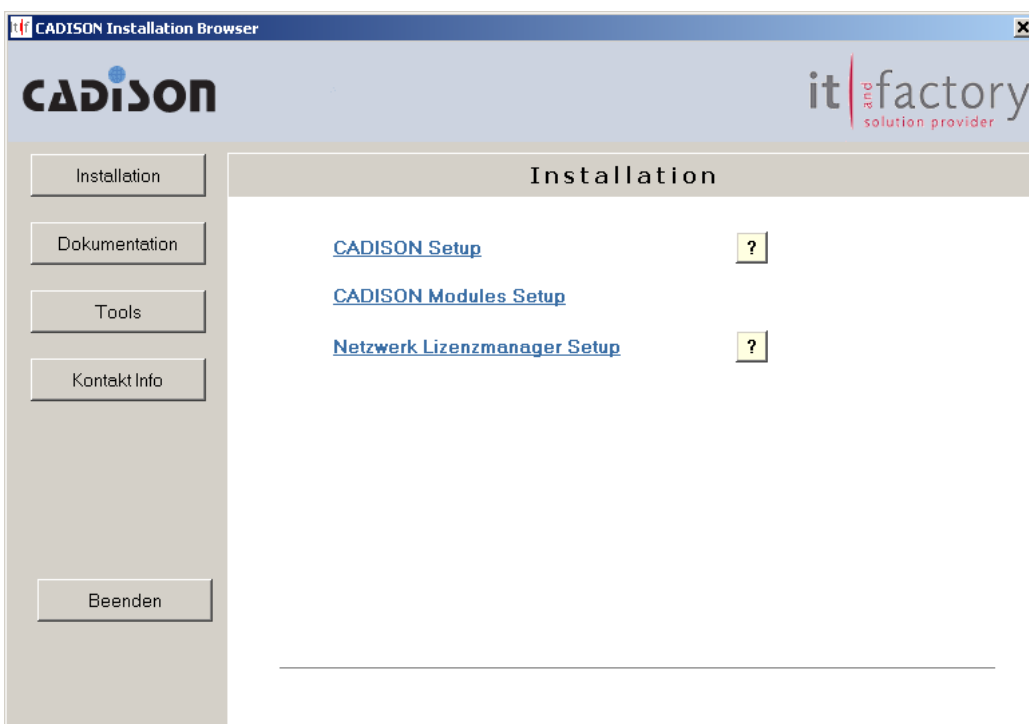 CADISON Installation Browser
CADISON
it and factory
solution provider
Installation
Installation
Dokumentation
CADISON Setup
?
CADISON Modules Setup
Tools
Netzwerk Lizenzmanager Setup
?
Kontakt Info
Beenden